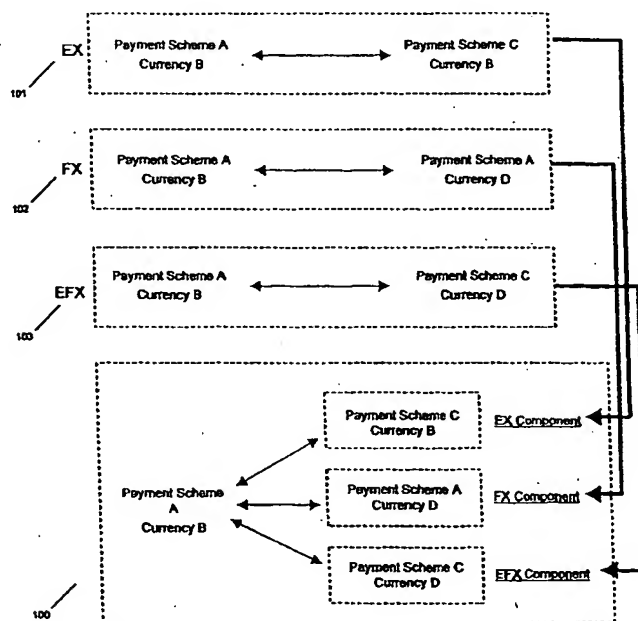 EX
Payment Scheme A
Currency B
Payment Scheme C
Currency B
101
FX
Payment Scheme A
Currency B
Payment Scheme A
Currency D
102
EFX
Payment Scheme A
Currency B
Payment Scheme C
Currency D
103
Payment Scheme C
Currency B
EX Component
Payment Scheme
A
Currency B
Payment Scheme A
Currency D
FX Component
Payment Scheme C
Currency D
EFX Component
100